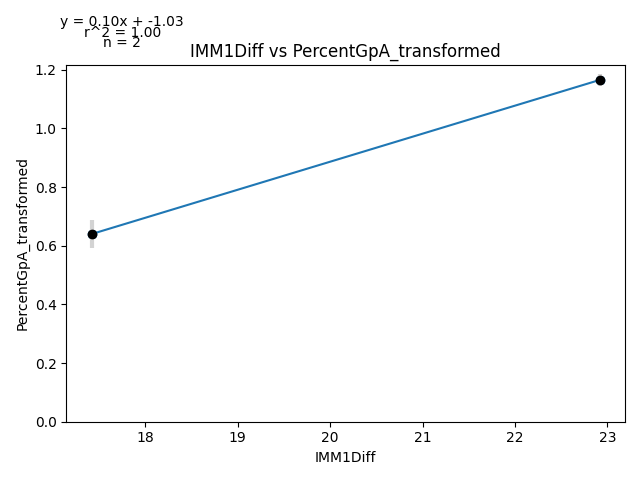 y = 0.10x + -1.03
r^2 = 1.00
n = 2
IMM1Diff vs PercentGpA_transformed
1.2
1.0
0.8
0.6
0.4
0.2
0.0
PercentGpA_transformed
18 19 20 21 22 23
IMM1Diff